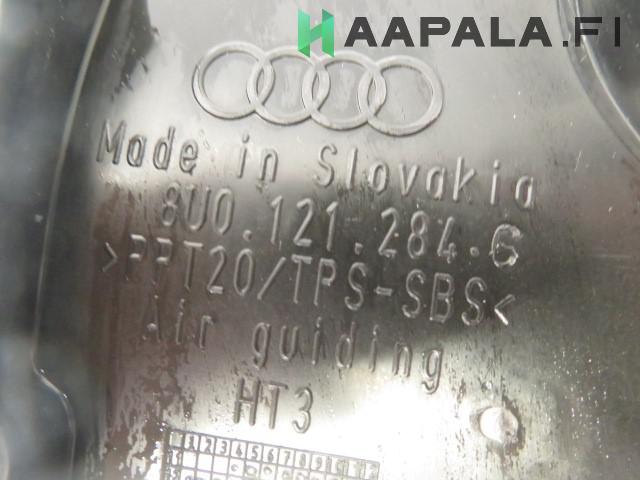 HAAPALA.FI
Made in Slovakia
8U0.121.284.G
>PPT20/TPS-SBS<
Air guiding
HT3